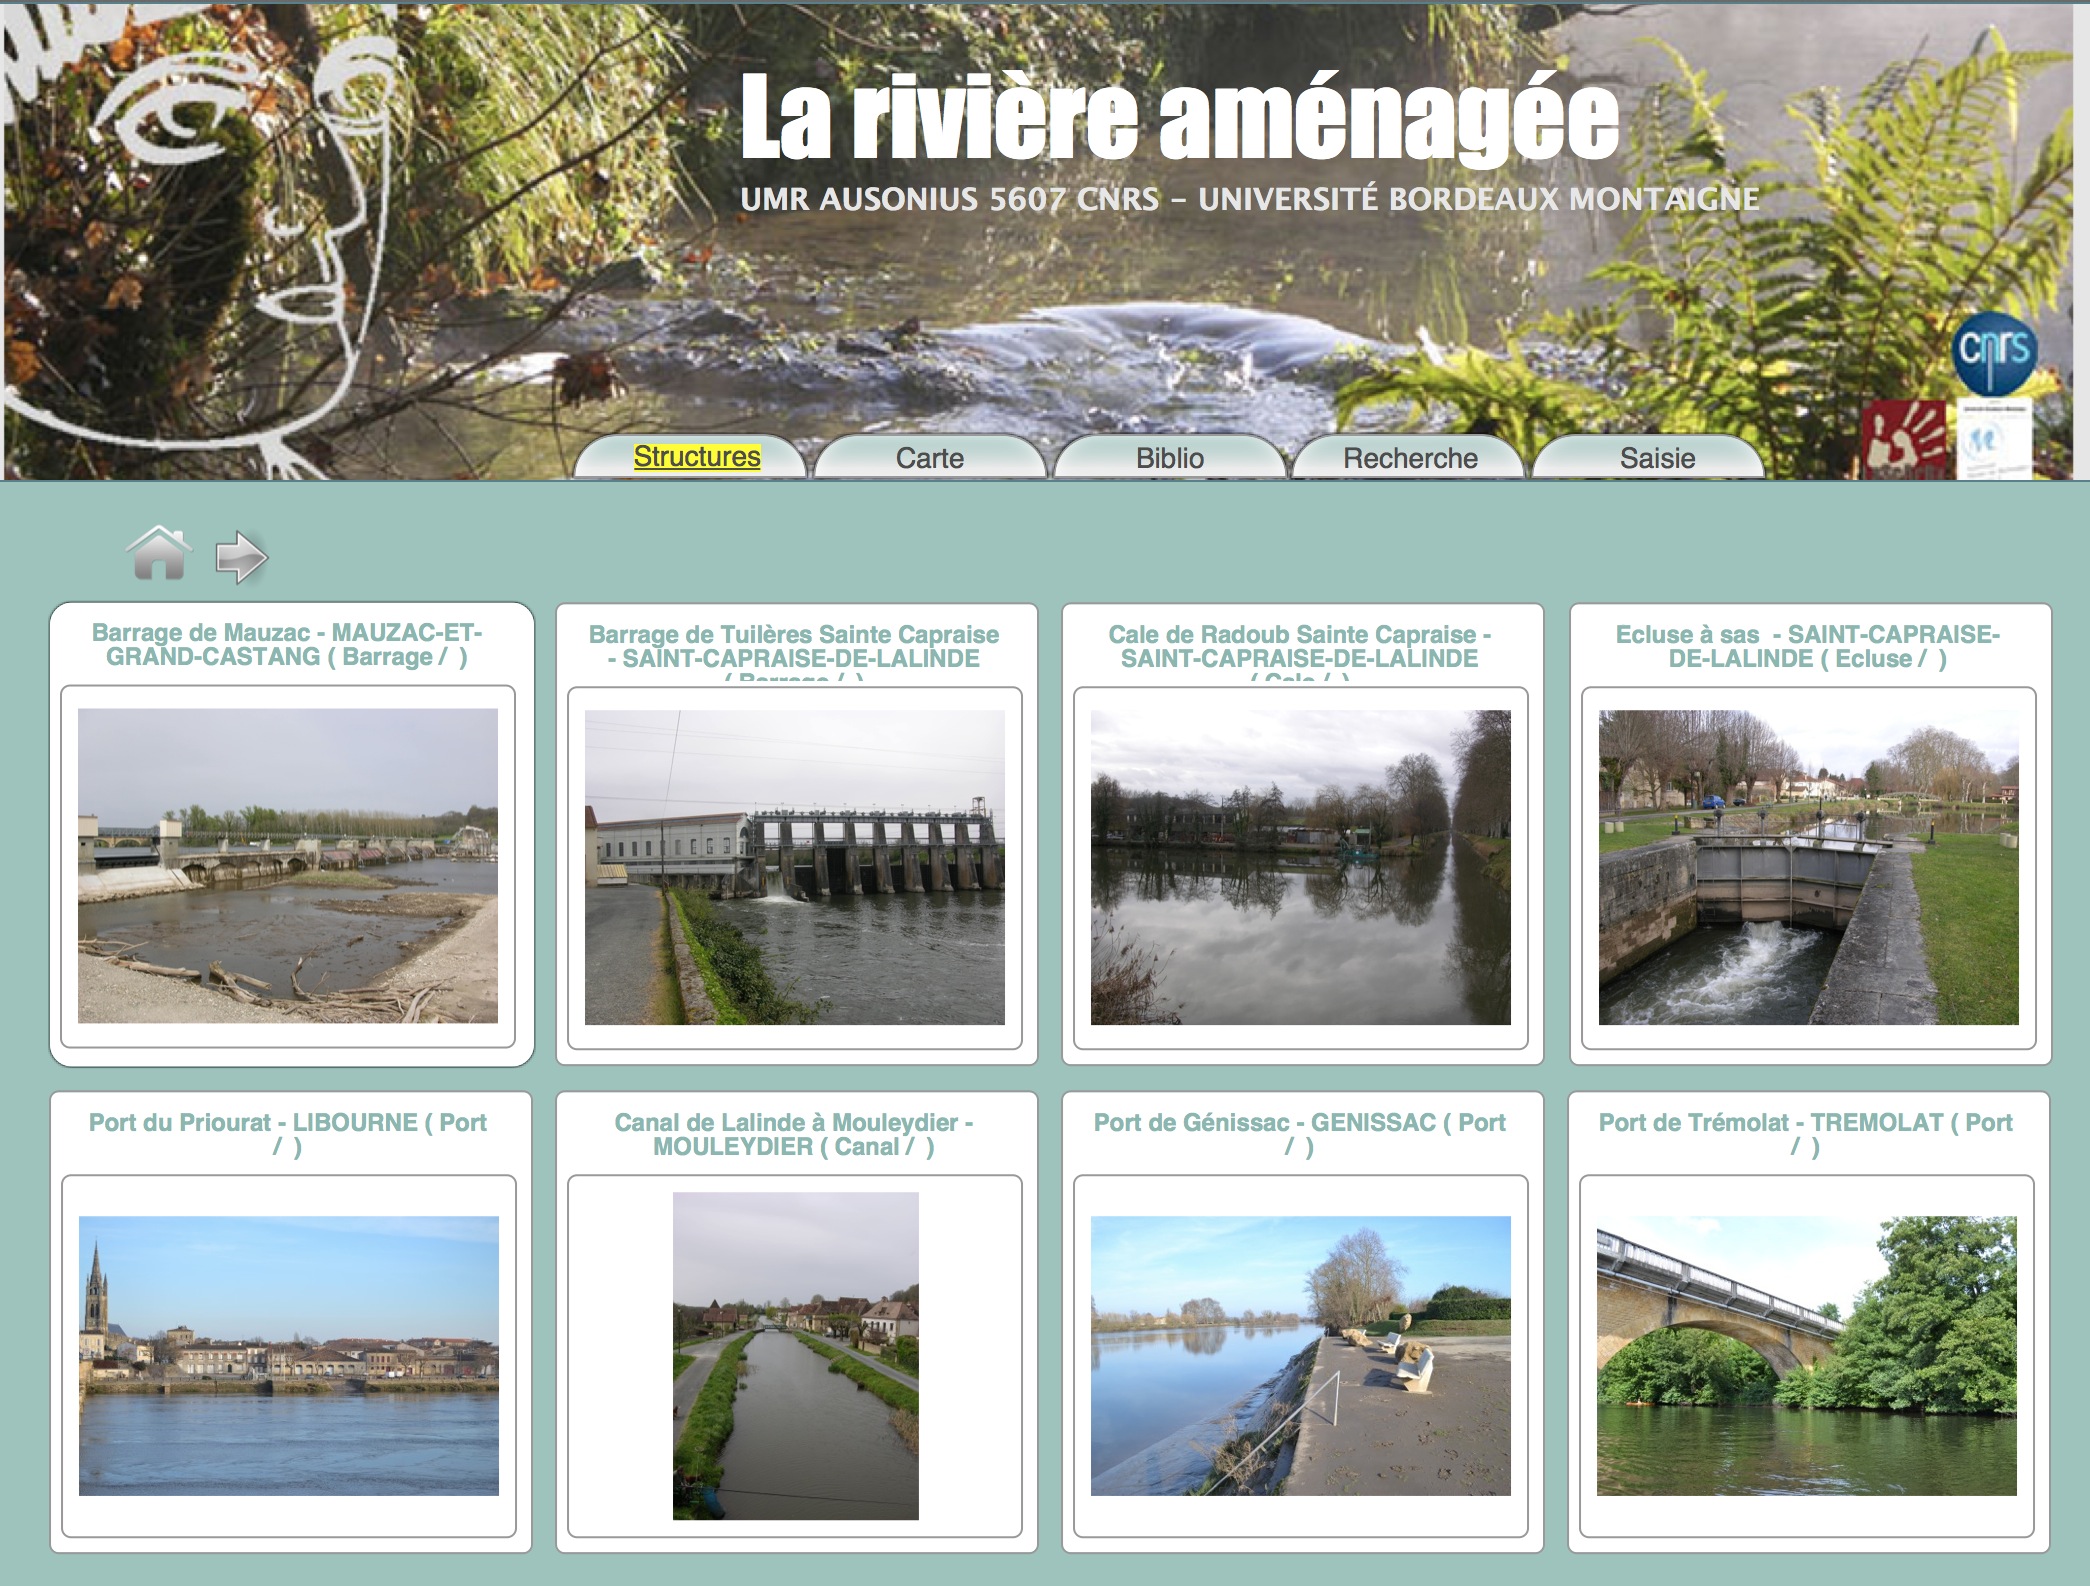 La rivière aménagée
UMR AUSONIUS 5607 CNRS – UNIVERSITÉ BORDEAUX MONTAIGNE
cnrs
Structures
Carte
Biblio
Recherche
Saisie
Barrage de Mauzac - MAUZAC-ET-
GRAND-CASTANG ( Barrage / )
Barrage de Tuilères Sainte Capraise
- SAINT-CAPRAISE-DE-LALINDE
( Barrage / )
Cale de Radoub Sainte Capraise -
SAINT-CAPRAISE-DE-LALINDE
( Cale / )
Ecluse à sas - SAINT-CAPRAISE-
DE-LALINDE ( Ecluse / )
Port du Priourat - LIBOURNE ( Port
/ )
Canal de Lalinde à Mouleydier -
MOULEYDIER ( Canal / )
Port de Génissac - GENISSAC ( Port
/ )
Port de Trémolat - TREMOLAT ( Port
/ )